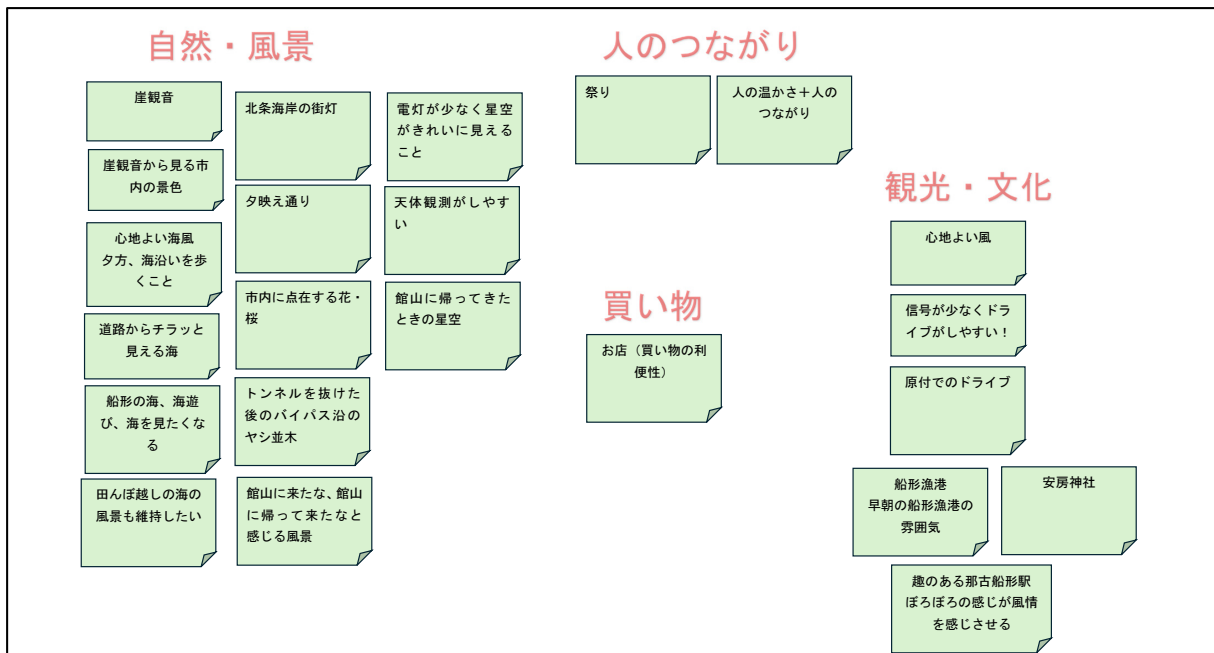 自然・風景
崖観音
崖観音から見る市
内の景色
心地よい海風
夕方、海沿いを歩
くこと
道路からチラッと
見える海
船形の海、海遊
び、海を見たくな
る
田んぼ越しの海の
風景も維持したい
北条海岸の街灯
夕映え通り
市内に点在する花・
桜
トンネルを抜けた
後のバイパス沿の
ヤシ並木
館山に来たな、館山
に帰って来たなと
感じる風景
電灯が少なく星空
がきれいに見える
こと
天体観測がしやす
い
館山に帰ってきた
ときの星空
人のつながり
祭り
人の温かさ＋人の
つながり
買い物
お店（買い物の利
便性）
観光・文化
心地よい風
信号が少なくドラ
イブがしやすい！
原付でのドライブ
船形漁港
早朝の船形漁港の
雰囲気
安房神社
趣のある那古船形駅
ぼろぼろの感じが風情
を感じさせる